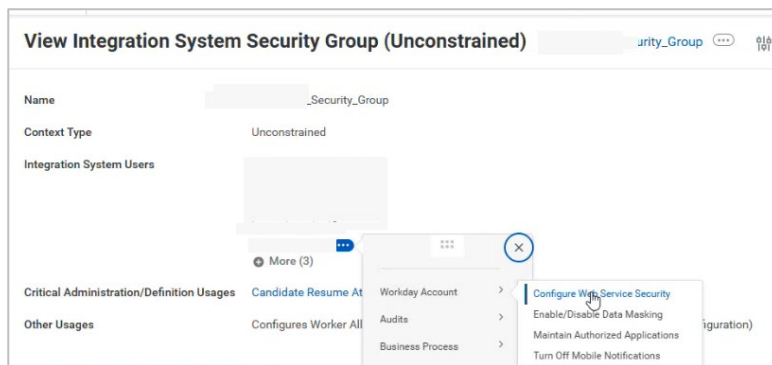 View Integration System Security Group (Unconstrained) urity_Group
Name _Security_Group
Context Type Unconstrained
Integration System Users
More (3)
Critical Administration/Definition Usages Candidate Resume At
Workday Account
Configure Web Service Security
Enable/Disable Data Masking
Other Usages Configures Worker All
Audits
iguration)
Maintain Authorized Applications
Business Process
Turn Off Mobile Notifications